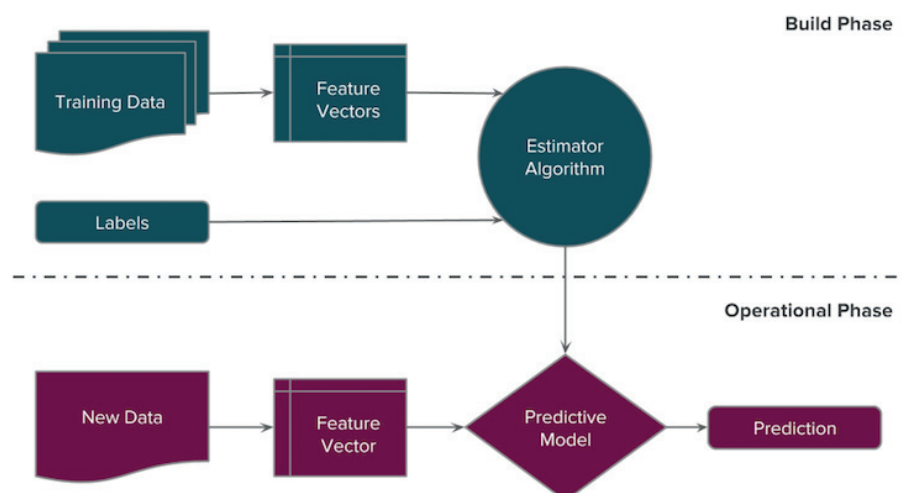 Build Phase
Training Data
Feature
Vectors
Estimator
Algorithm
Labels
Operational Phase
New Data
Feature
Vector
Predictive
Model
Prediction